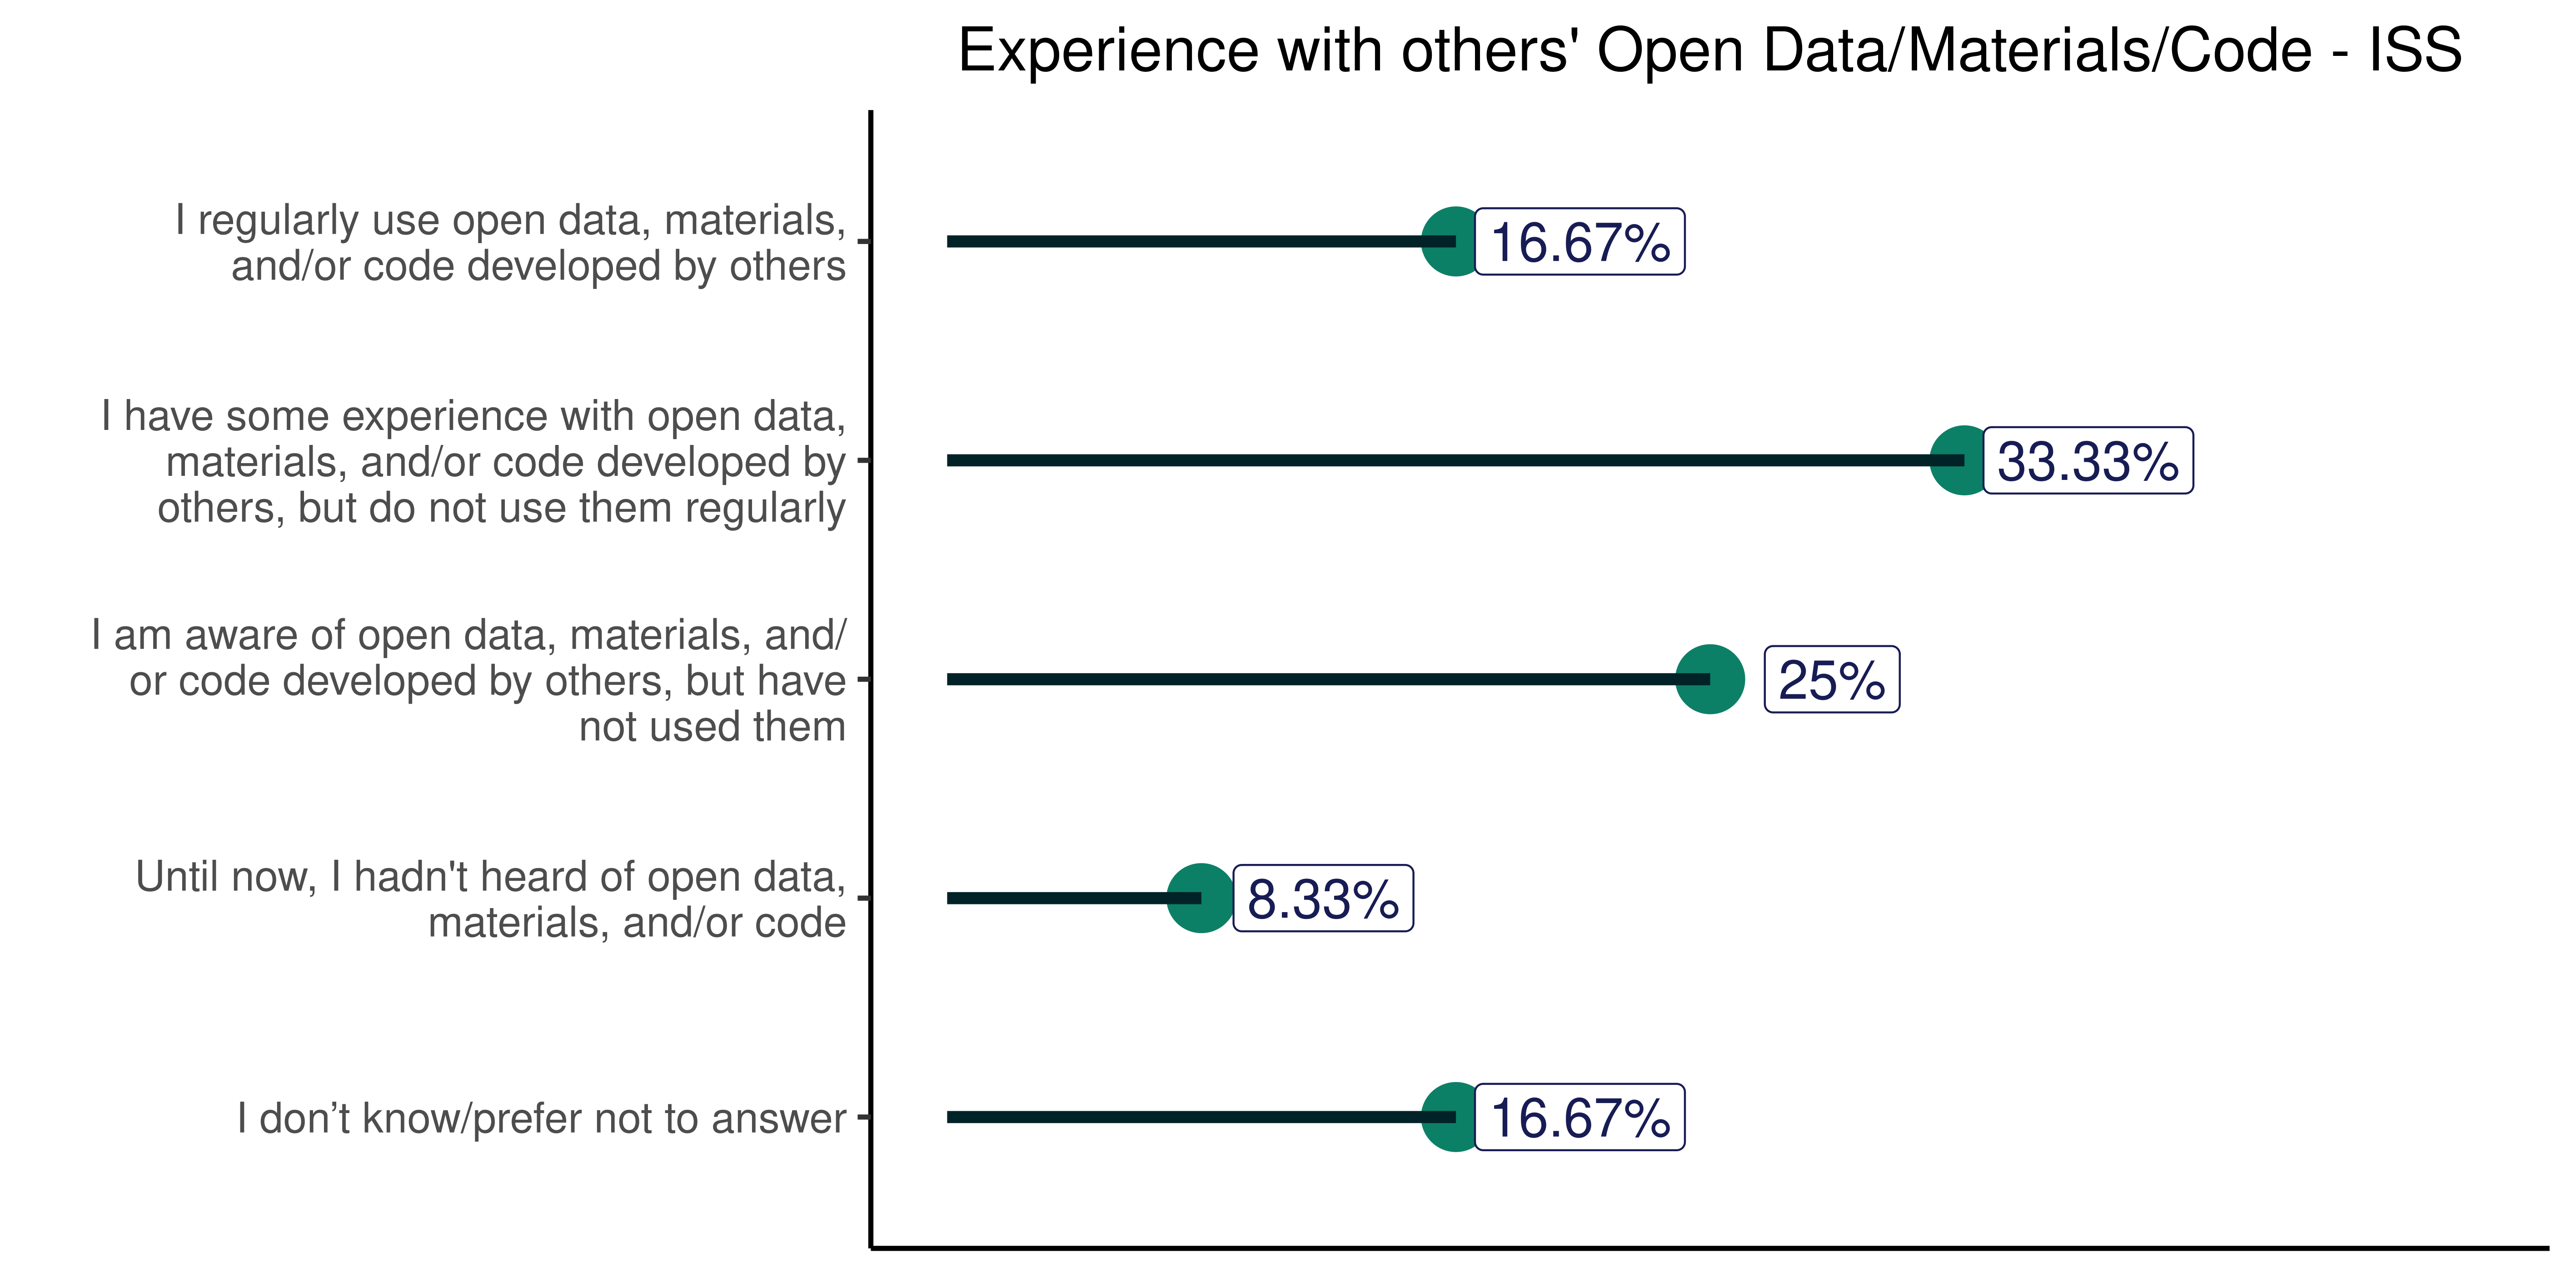 Experience with others' Open Data/Materials/Code - ISS
I regularly use open data, materials,
and/or code developed by others
16.67%
I have some experience with open data,
materials, and/or code developed by
others, but do not use them regularly
33.33%
I am aware of open data, materials, and/
or code developed by others, but have
not used them
25%
Until now, I hadn't heard of open data,
materials, and/or code
8.33%
I don’t know/prefer not to answer
16.67%